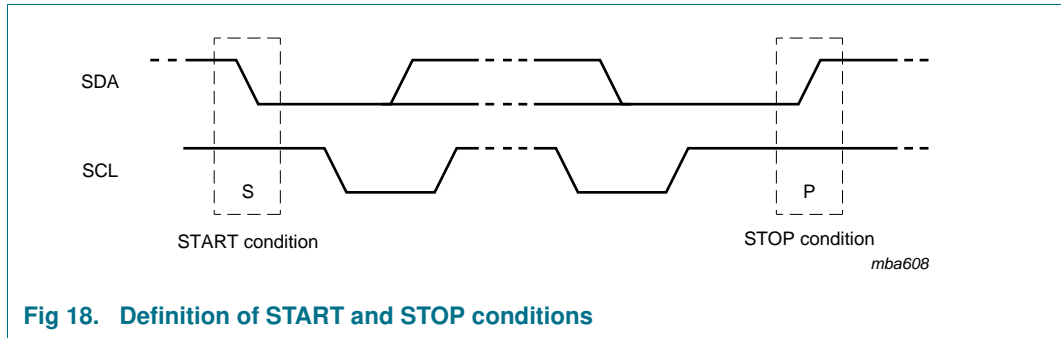 SDA
SCL
S
P
START condition
STOP condition
mba608
Fig 18. Definition of START and STOP conditions